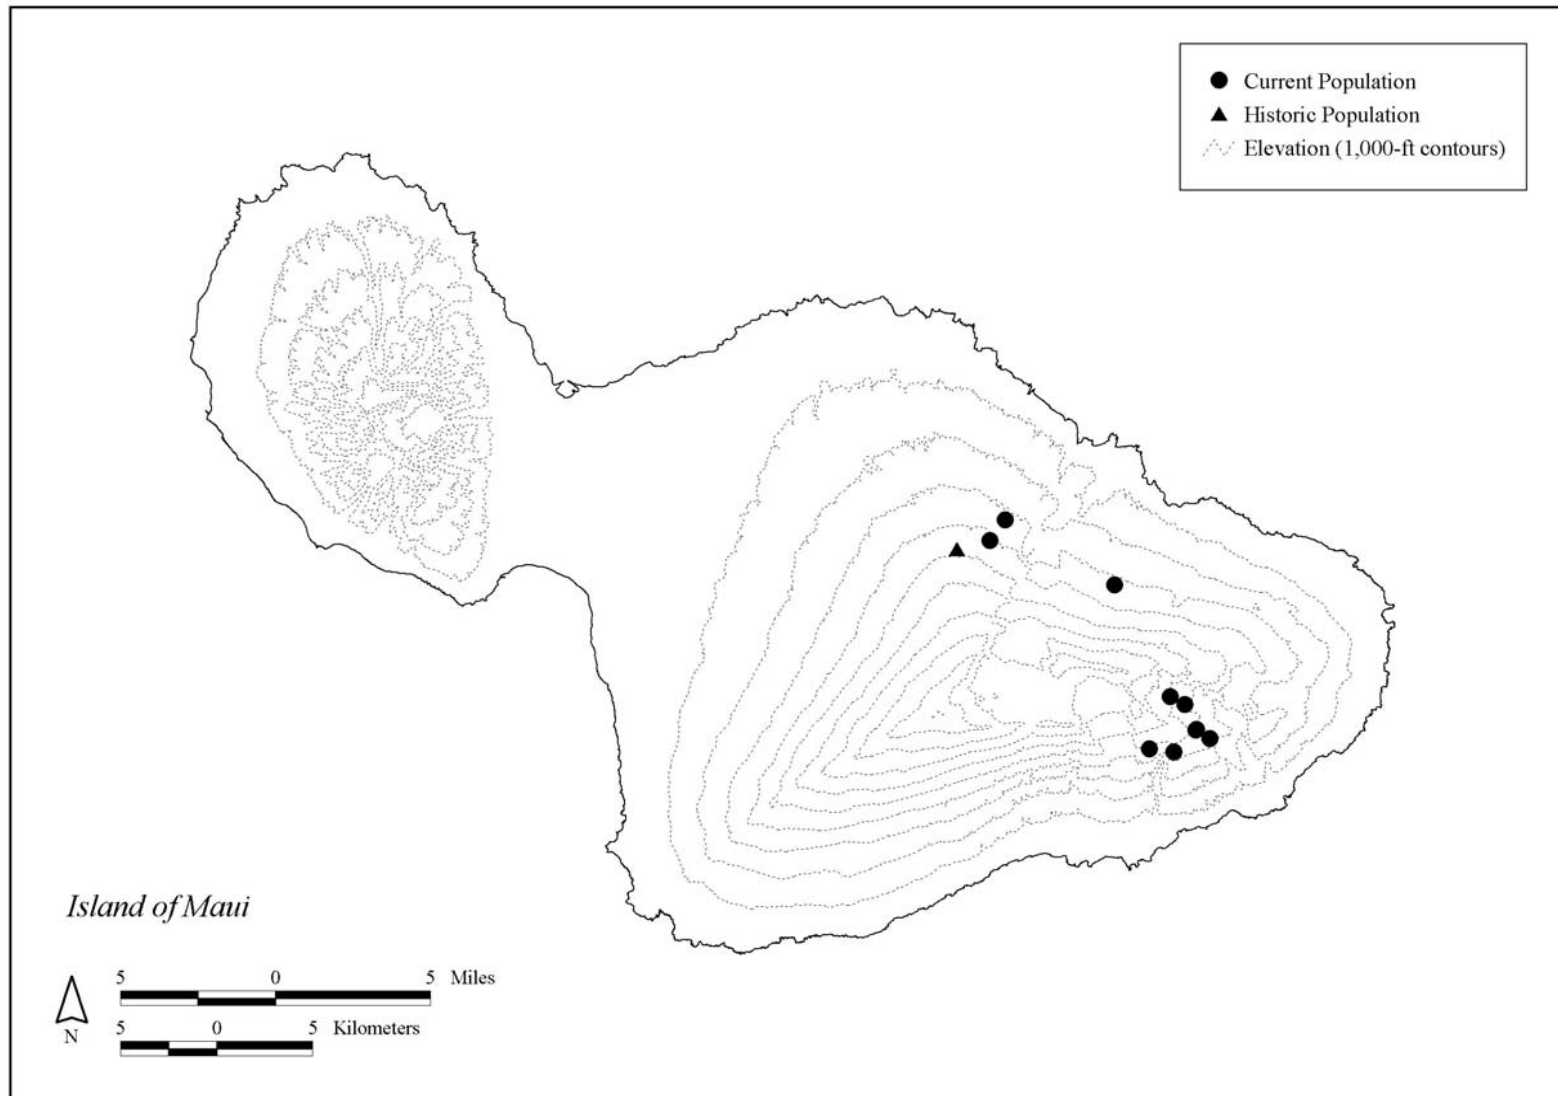 Current Population
Historic Population
Elevation (1,000-ft contours)
Island of Maui
5 0 5 Miles
5 0 5 Kilometers
N